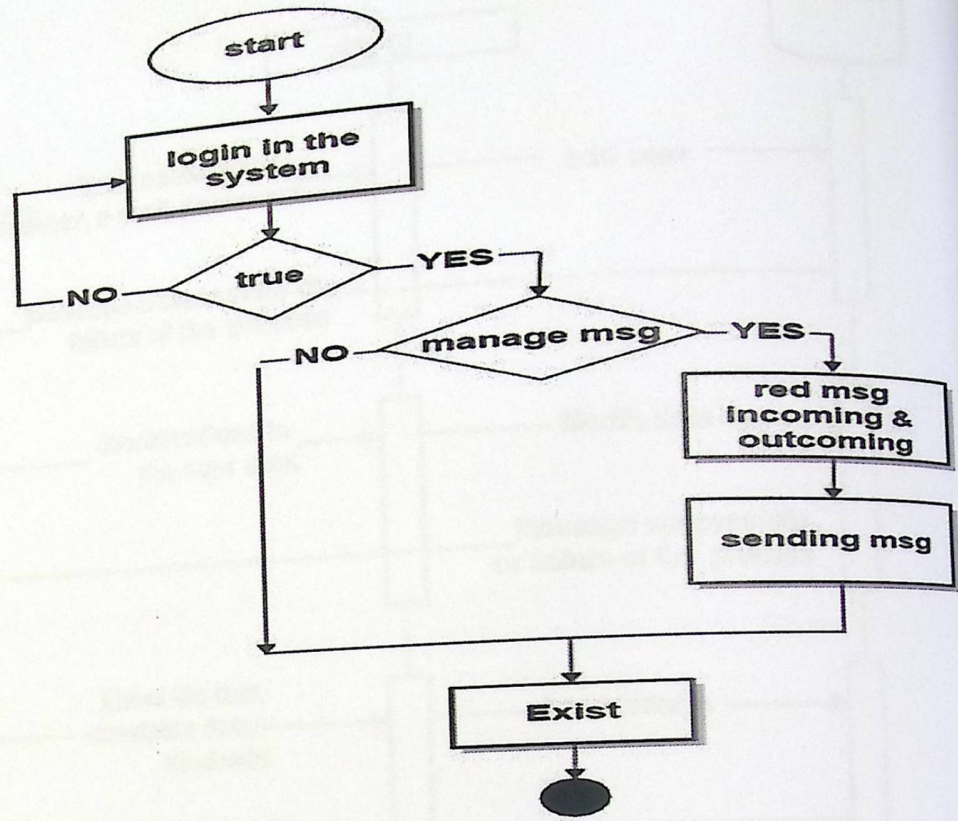 start
login in the
system
true
YES
NO
manage msg
YES
NO
red msg
incoming &
outcoming
sending msg
Exist